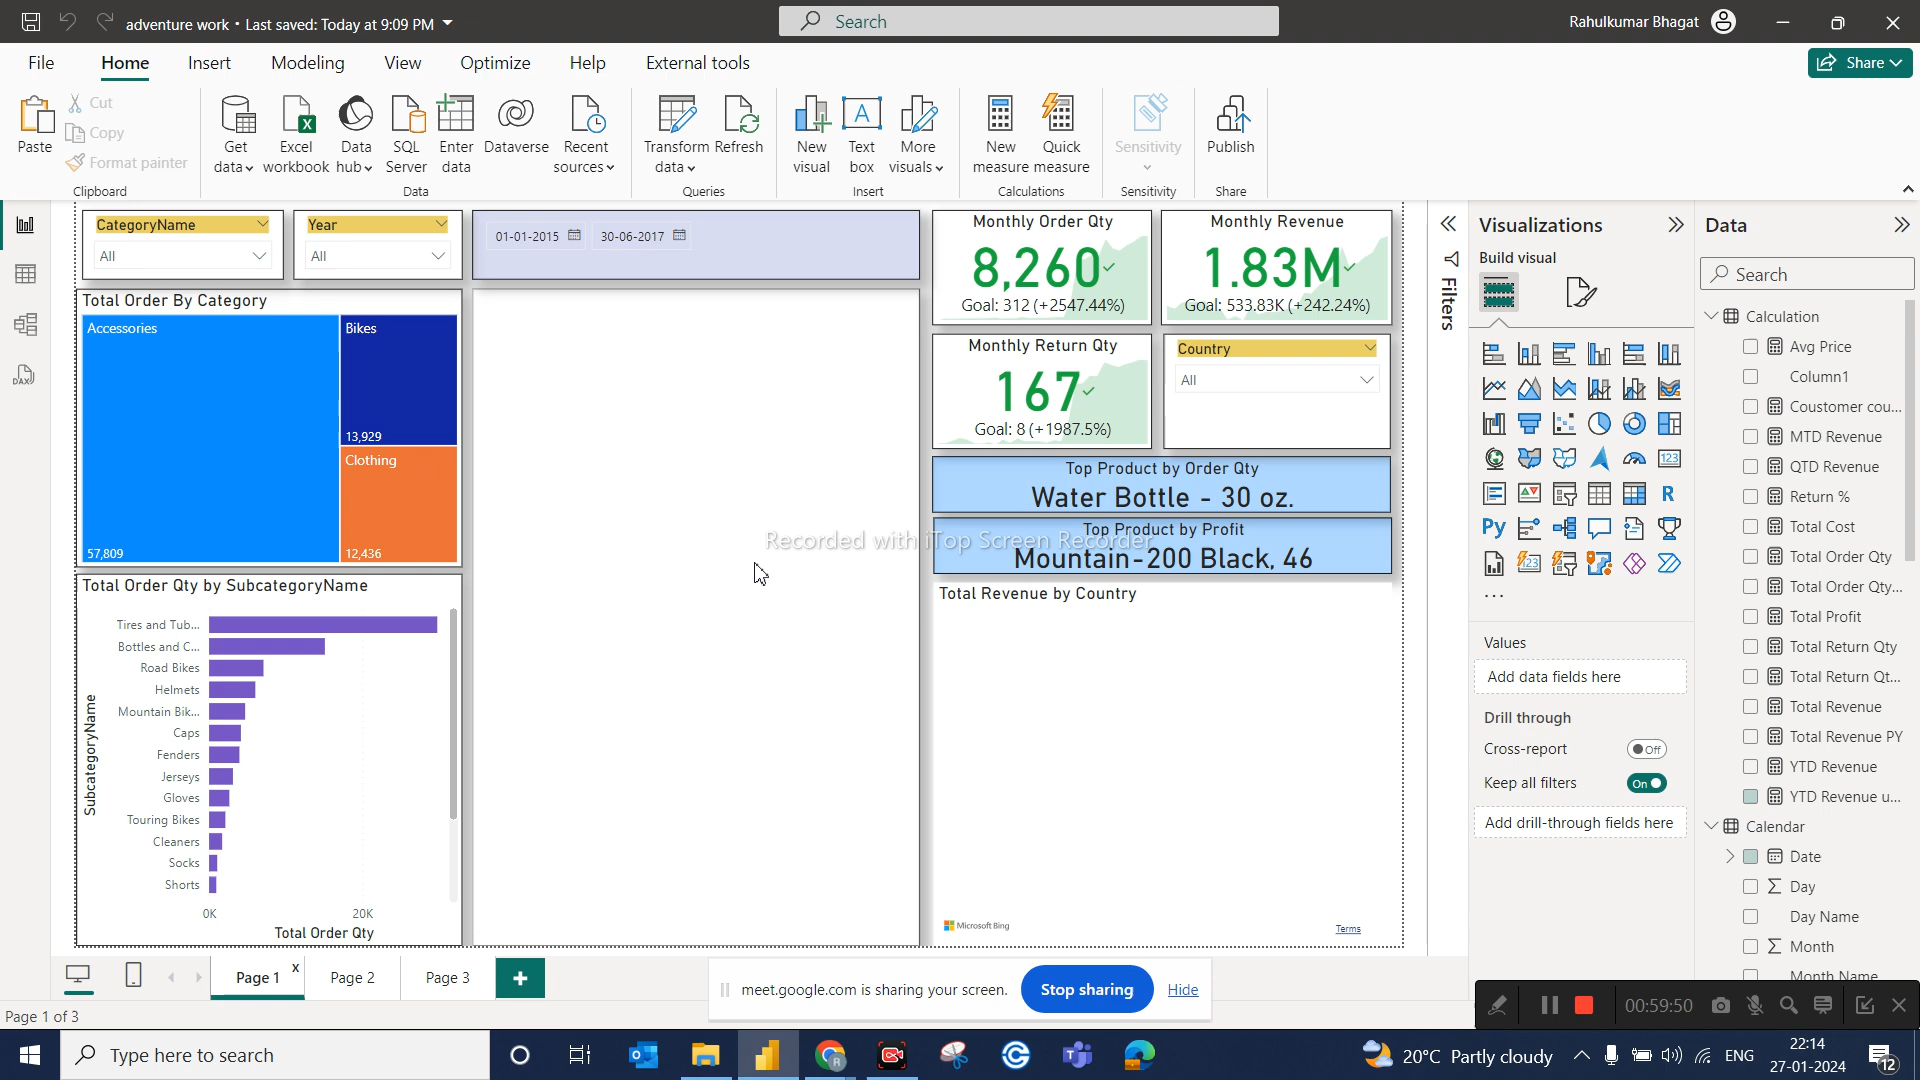 adventure work • Last saved: Today at 9:09 PM
Search
Rahulkumar Bhagat
File
Home
Insert
Modeling
View
Optimize
Help
External tools
Share
Paste
Cut
Copy
Format painter
Clipboard
Get data
Excel workbook
Data hub
SQL Server
Enter data
Dataverse
Recent sources
Data
Transform data
Refresh
Queries
New visual
Text box
More visuals
Insert
New measure
Quick measure
Calculations
Sensitivity
Sensitivity
Publish
Share
CategoryName
All
Year
All
01-01-2015
30-06-2017
Monthly Order Qty
8,260
Goal: 312 (+2547.44%)
Monthly Revenue
1.83M
Goal: 533.83K (+242.24%)
Monthly Return Qty
167
Goal: 8 (+1987.5%)
Country
All
Top Product by Order Qty
Water Bottle - 30 oz.
Top Product by Profit
Mountain-200 Black, 46
Recorded with iTop Screen Recorder
Total Revenue by Country
Microsoft Bing
Terms
Total Order By Category
Accessories
57,809
Bikes
13,929
Clothing
12,436
Total Order Qty by SubcategoryName
SubcategoryName
Tires and Tub...
Bottles and C...
Road Bikes
Helmets
Mountain Bik...
Caps
Fenders
Jerseys
Gloves
Touring Bikes
Cleaners
Socks
Shorts
0K
20K
Total Order Qty
Filters
Visualizations
Build visual
123
R
Py
...
Values
Add data fields here
Drill through
Cross-report
Off
Keep all filters
On
Add drill-through fields here
Data
Search
Calculation
Avg Price
Column1
Coustomer cou...
MTD Revenue
QTD Revenue
Return %
Total Cost
Total Order Qty
Total Order Qty...
Total Profit
Total Return Qty
Total Return Qt...
Total Revenue
Total Revenue PY
YTD Revenue
YTD Revenue u...
Calendar
Date
Day
Day Name
Month
Month Name
DAX
Page 1
x
Page 2
Page 3
+
Page 1 of 3
meet.google.com is sharing your screen.
Stop sharing
Hide
00:59:50
Type here to search
20°C Partly cloudy
ENG
22:14
27-01-2024
12